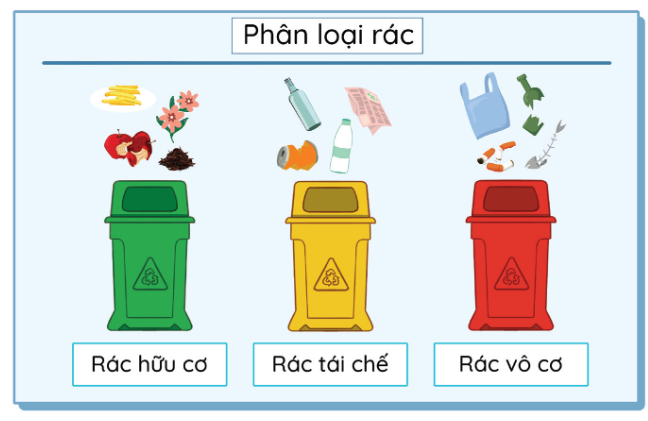 Phân loại rác
Rác hữu cơ
Rác tái chế
Rác vô cơ